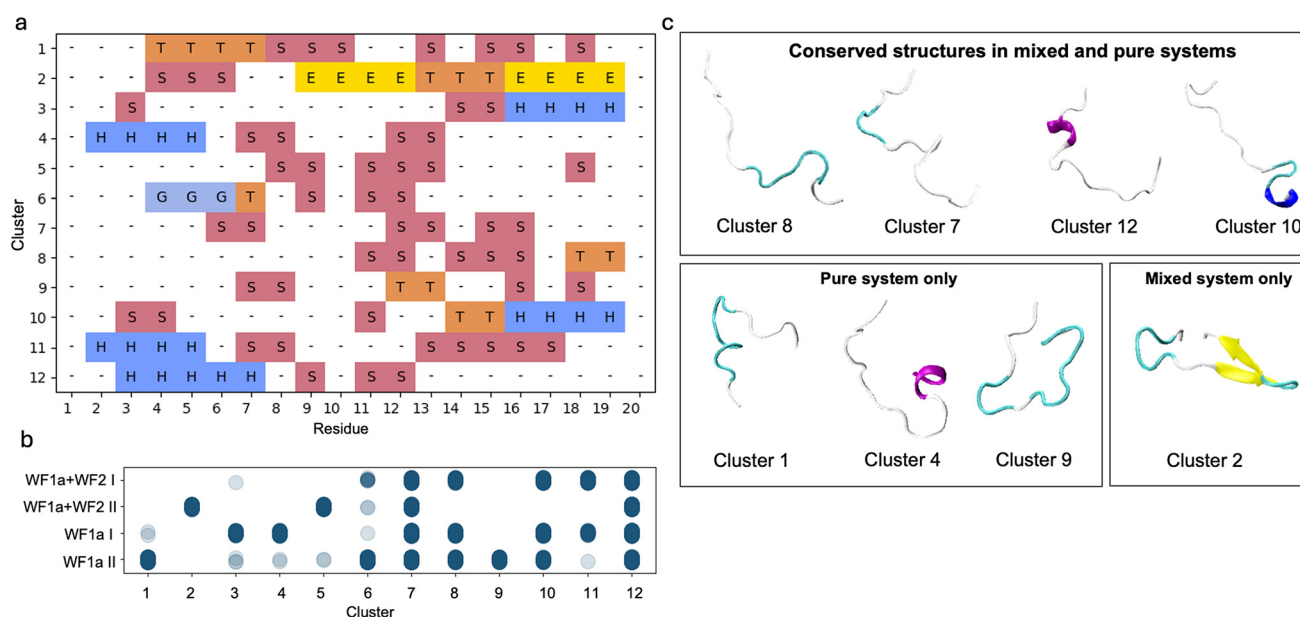 a
1 - - - T T T T S S S - - S - S S - S - -
2 - - - S S S - - E E E E T T T E E E E -
3 - - S - - - - - - - - - - S S H H H H -
4 - H H H H - S S - - - S S - - - - - - -
5 - - - - - - - S S - S S S - - - - S - -
6 - - - G G G T - S - S S - - - - - - - -
7 - - - - - S S - - - - S S - S S - - - -
8 - - - - - - - - - - S S - S S S - T T -
9 - - - - - - S S - - - T T - - S - S - -
10 - - S S - - - - - - S - - T T H H H H -
11 - H H H H - S S - - - - S S S S S - - -
12 - - H H H H H - S - S S - - - - - - - -
Cluster
1 2 3 4 5 6 7 8 9 10 11 12 13 14 15 16 17 18 19 20
Residue
b
WF1a+WF2 I
WF1a+WF2 II
WF1a I
WF1a II
1 2 3 4 5 6 7 8 9 10 11 12
Cluster
c
Conserved structures in mixed and pure systems
Cluster 8
Cluster 7
Cluster 12
Cluster 10
Pure system only
Cluster 1
Cluster 4
Cluster 9
Mixed system only
Cluster 2